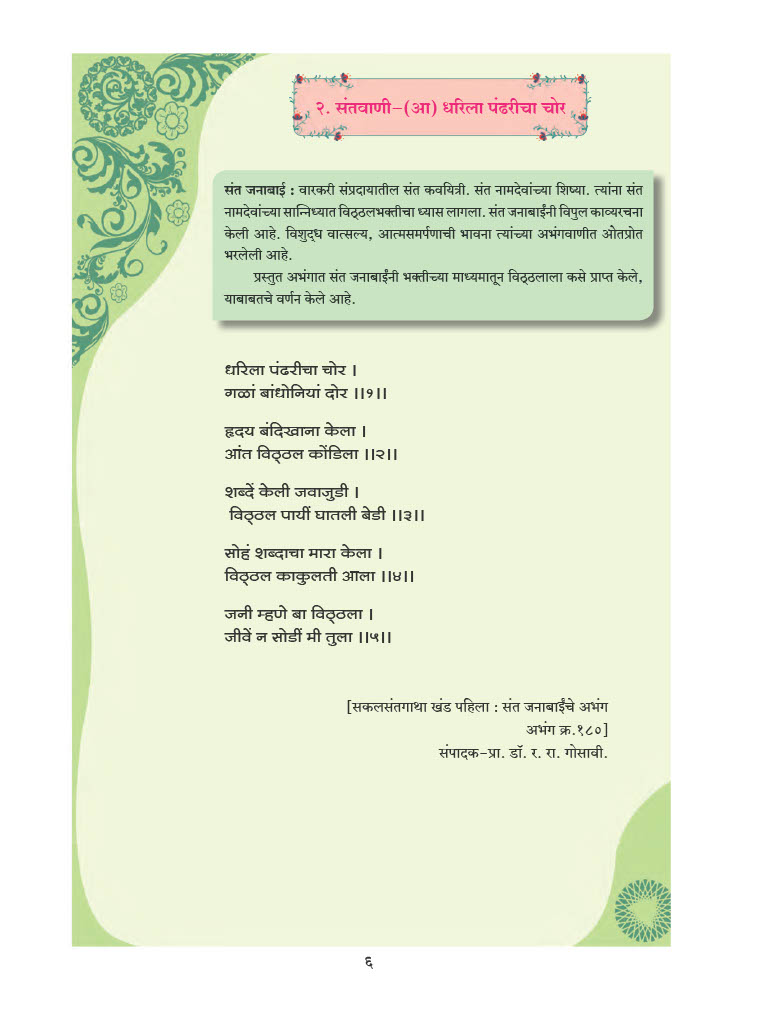 २. संतवाणी–(आ) धरिला पंढरीचा चोर
संत जनाबाई : वारकरी संप्रदायातील संत कवयित्री. संत नामदेवांच्या शिष्या. त्यांना संत
नामदेवांच्या सान्निध्यात विठ्ठलभक्तीचा ध्यास लागला. संत जनाबाईंनी विपुल काव्यरचना
केली आहे. विशुद्ध वात्सल्य, आत्मसमर्पणाची भावना त्यांच्या अभंगवाणीत ओतप्रोत
भरलेली आहे.
प्रस्तुत अभंगात संत जनाबाईंनी भक्तीच्या माध्यमातून विठ्ठलाला कसे प्राप्त केले,
याबाबतचे वर्णन केले आहे.
धरिला पंढरीचा चोर ।
गळां बांधोनियां दोर ।।१।।
हृदय बंदिखाना केला ।
आंत विठ्ठल कोंडिला ।।२।।
शब्दें केली जवाजुडी ।
विठ्ठल पायीं घातली बेडी ।।३।।
सोहं शब्दाचा मारा केला ।
विठ्ठल काकुलती आला ।।४।।
जनी म्हणे बा विठ्ठला ।
जीवें न सोडीं मी तुला ।।५।।
[सकलसंतगाथा खंड पहिला : संत जनाबाईंचे अभंग
अभंग क्र.१८०]
संपादक–प्रा. डॉ. र. रा. गोसावी.
६